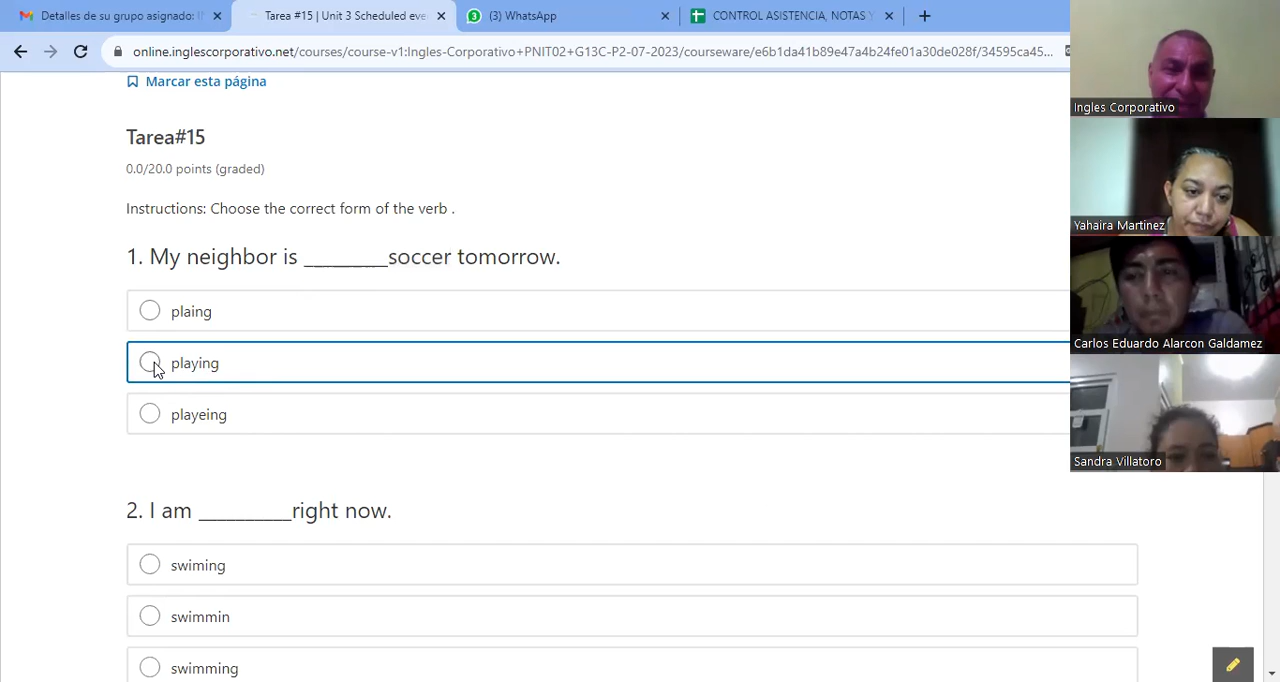 Detalles de su grupo asignado: I
Tarea #15 | Unit 3 Scheduled eve
3
(3) WhatsApp
CONTROL ASISTENCIA, NOTAS Y
online.inglescorporativo.net/courses/course-v1:Ingles-Corporativo+PNIT02+G13C-P2-07-2023/courseware/e6b1da41b89e47a4b24fe01a30de028f/34595ca45...
Marcar esta página
Tarea#15
0.0/20.0 points (graded)
Instructions: Choose the correct form of the verb .
1. My neighbor is ________soccer tomorrow.
plaing
playing
playeing
2. I am _________right now.
swiming
swimmin
swimming
Ingles Corporativo
Yahaira Martinez
Carlos Eduardo Alarcon Galdamez
Sandra Villatoro